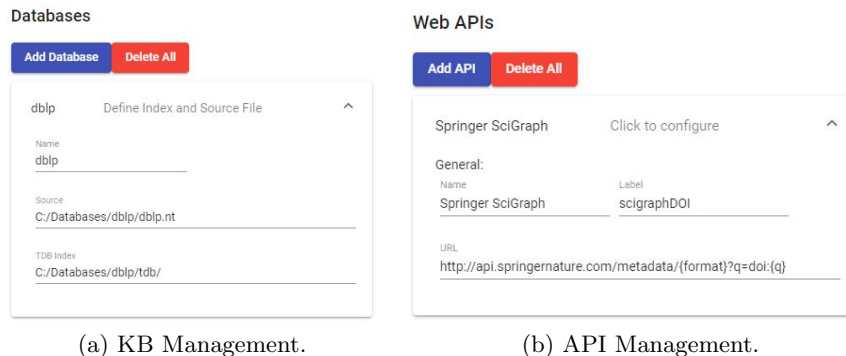 Databases
Add Database Delete All
dblp Define Index and Source File
Name
dblp
Source
C:/Databases/dblp/dblp.nt
TDB Index
C:/Databases/dblp/tdb/
(a) KB Management.
Web APIs
Add API Delete All
Springer SciGraph Click to configure
General:
Name Label
Springer SciGraph scigraphDOI
URL
http://api.springernature.com/metadata/{format}?q=doi:{q}
(b) API Management.